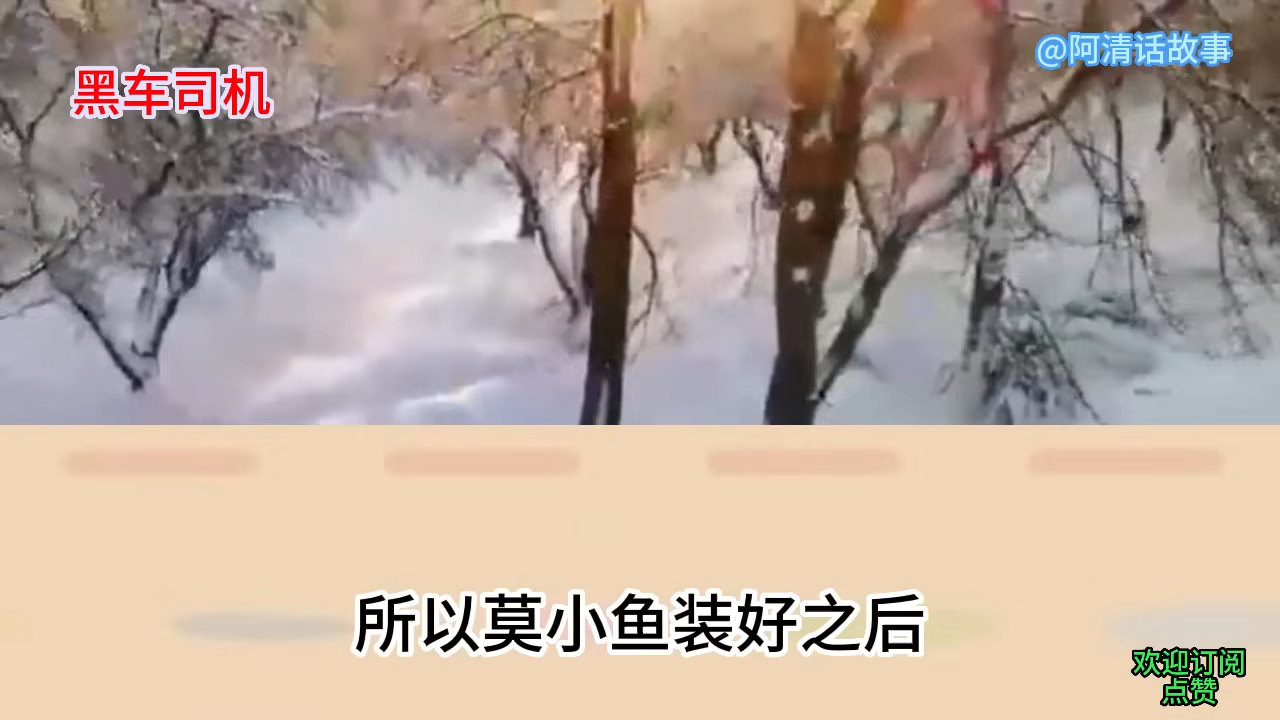 @阿清话故事
黑车司机
所以莫小鱼装好之后
欢迎订阅
点赞